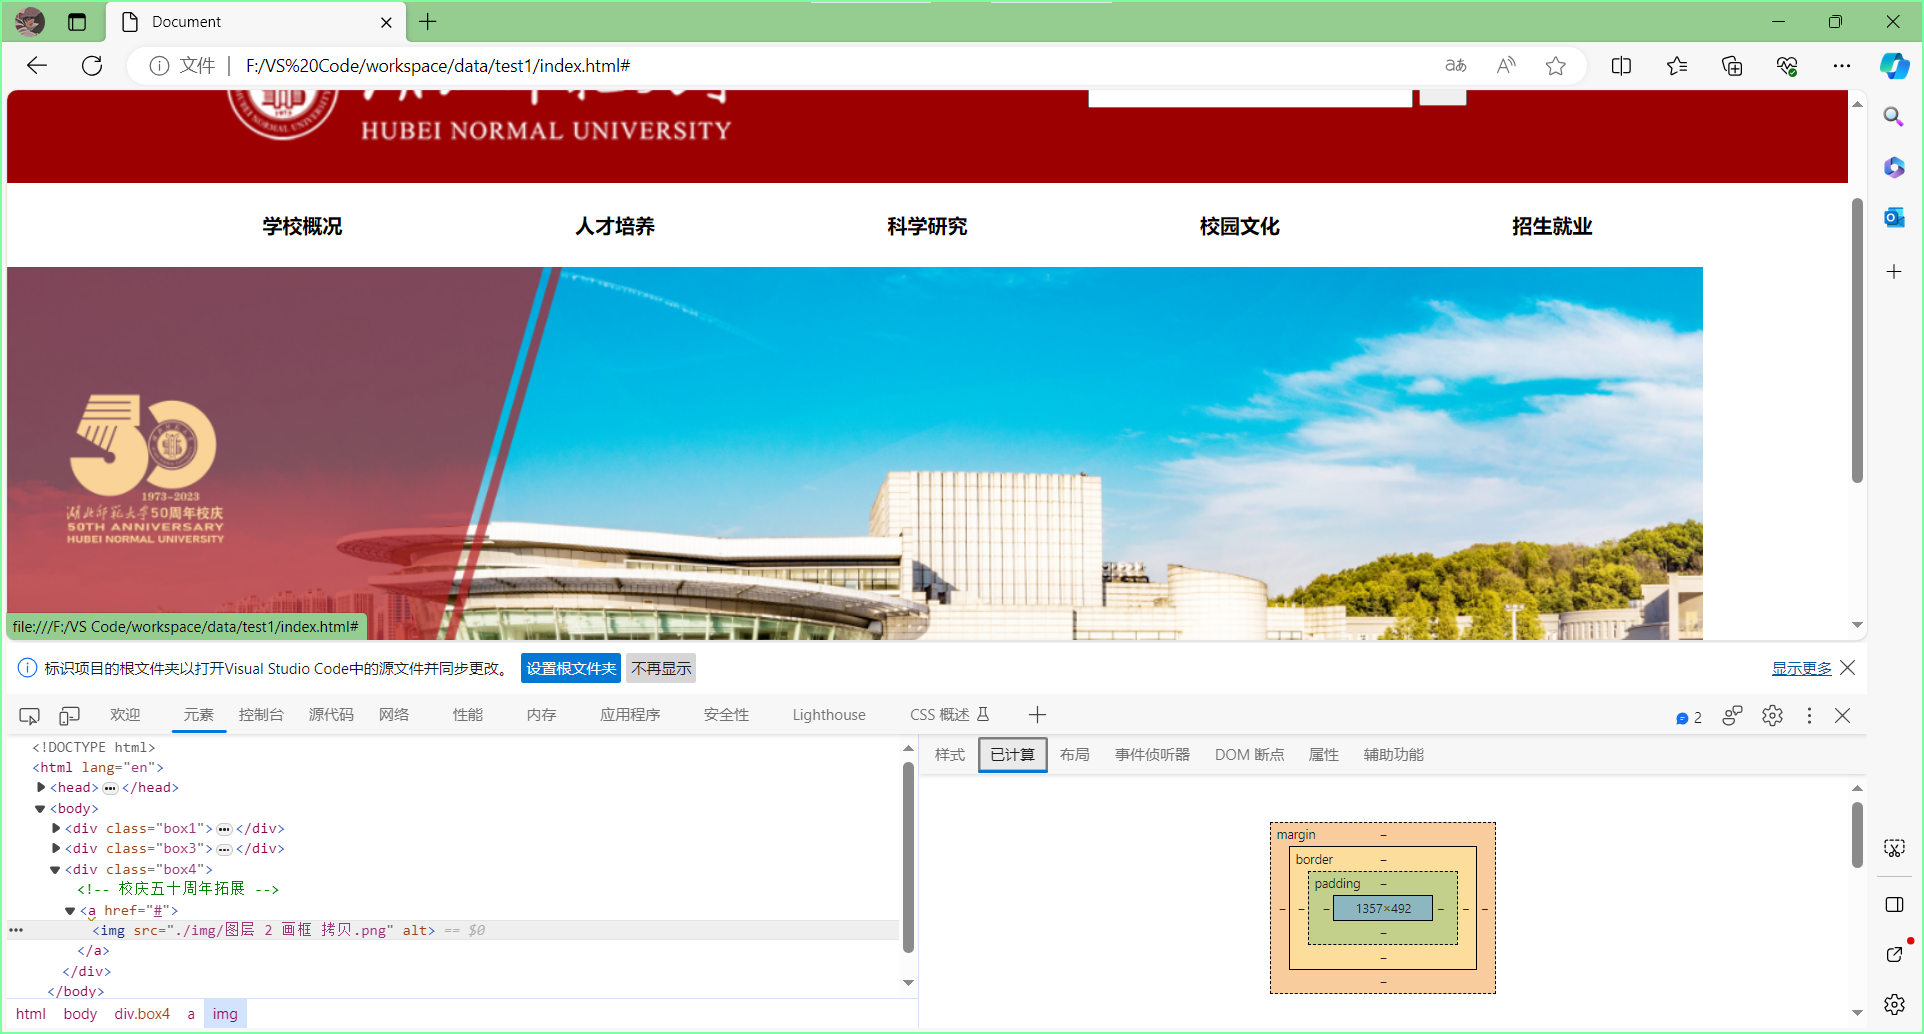 Document
文件
F:/VS%20Code/workspace/data/test1/index.html#
HUBEI NORMAL UNIVERSITY
学校概况 人才培养 科学研究 校园文化 招生就业
1973-2023
湖北师范大学50周年校庆
50TH ANNIVERSARY
HUBEI NORMAL UNIVERSITY
file:///F:/VS Code/workspace/data/test1/index.html#
标识项目的根文件夹以打开Visual Studio Code中的源文件并同步更改。 设置根文件夹 不再显示 显示更多
欢迎 元素 控制台 源代码 网络 性能 内存 应用程序 安全性 Lighthouse CSS 概述 2
<!DOCTYPE html>
<html lang="en">
<head>…</head>
<body>
<div class="box1">…</div>
<div class="box3">…</div>
<div class="box4">
<!-- 校庆五十周年拓展 -->
<a href="#">
<img src="./img/图层 2 画框 拷贝.png" alt> == $0
</a>
</div>
</body>
html body div.box4 a img
样式 已计算 布局 事件侦听器 DOM 断点 属性 辅助功能
margin –
border –
padding –
– – – 1357×492 – – –
–
–
–